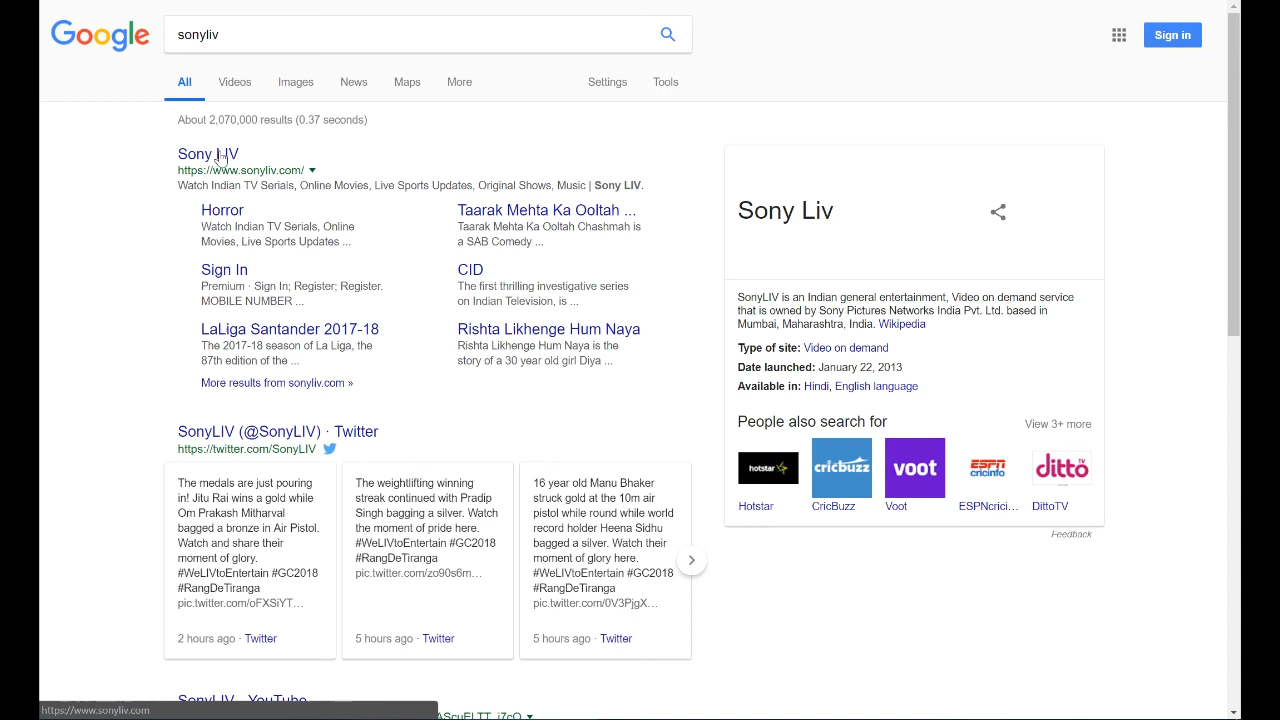 Google
sonyliv
Sign in
All Videos Images News Maps More Settings Tools
About 2,070,000 results (0.37 seconds)
Sony LIV
https://www.sonyliv.com/
Watch Indian TV Serials, Online Movies, Live Sports Updates, Original Shows, Music | Sony LIV.
Horror
Watch Indian TV Serials, Online
Movies, Live Sports Updates ...
Taarak Mehta Ka Ooltah ...
Taarak Mehta Ka Ooltah Chashmah is
a SAB Comedy ...
Sign In
Premium · Sign In; Register; Register.
MOBILE NUMBER ...
CID
The first thrilling investigative series
on Indian Television, is ...
LaLiga Santander 2017-18
The 2017-18 season of La Liga, the
87th edition of the ...
Rishta Likhenge Hum Naya
Rishta Likhenge Hum Naya is the
story of a 30 year old girl Diya ...
More results from sonyliv.com »
SonyLIV (@SonyLIV) · Twitter
https://twitter.com/SonyLIV
The medals are just pouring
in! Jitu Rai wins a gold while
Om Prakash Mitharval
bagged a bronze in Air Pistol.
Watch and share their
moment of glory.
#WeLIVtoEntertain #GC2018
#RangDeTiranga
pic.twitter.com/oFXSiYT...
2 hours ago · Twitter
The weightlifting winning
streak continued with Pradip
Singh bagging a silver. Watch
the moment of pride here.
#WeLIVtoEntertain #GC2018
#RangDeTiranga
pic.twitter.com/zo90s6m...
5 hours ago · Twitter
16 year old Manu Bhaker
struck gold at the 10m air
pistol while round while world
record holder Heena Sidhu
bagged a silver. Watch their
moment of glory here.
#WeLIVtoEntertain #GC2018
#RangDeTiranga
pic.twitter.com/0V3PjgX...
5 hours ago · Twitter
SonyLIV - YouTube
https://www.sonyliv.com
Sony Liv
SonyLIV is an Indian general entertainment, Video on demand service
that is owned by Sony Pictures Networks India Pvt. Ltd. based in
Mumbai, Maharashtra, India. Wikipedia
Type of site: Video on demand
Date launched: January 22, 2013
Available in: Hindi, English language
People also search for
View 3+ more
hotstar
cricbuzz
voot
ESPN
cricinfo
ditto TV
Hotstar
CricBuzz
Voot
ESPNcrici...
DittoTV
Feedback